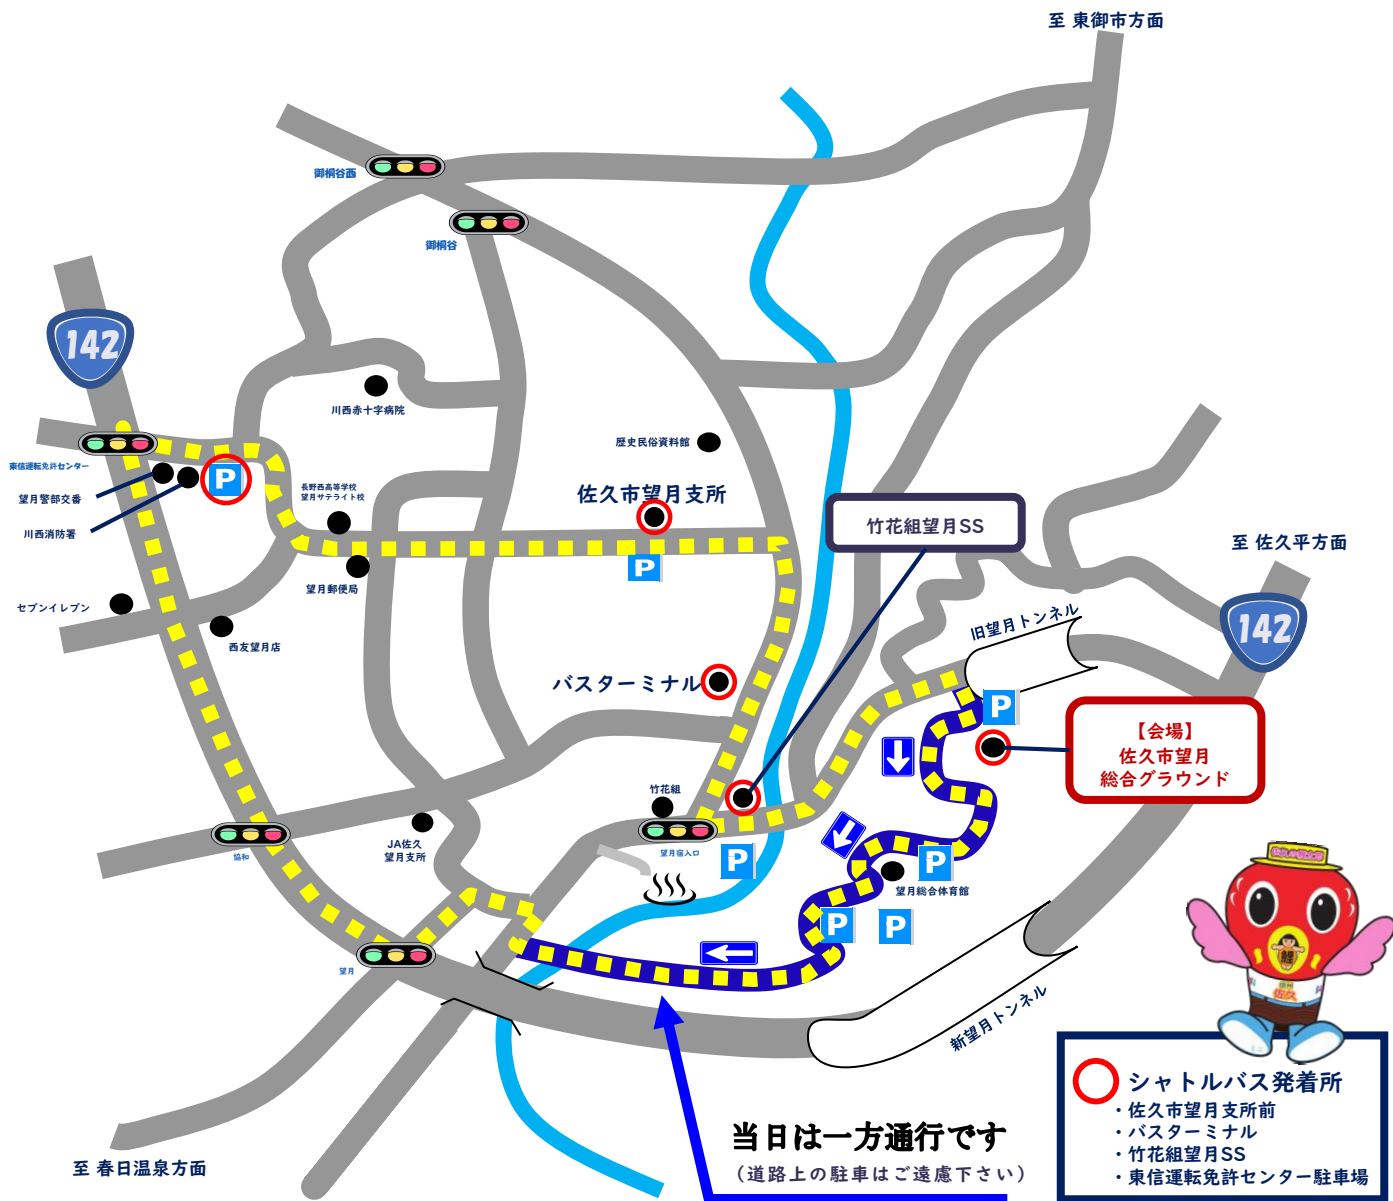 至 東御市方面
御桐谷西
御桐谷
142
川西赤十字病院
歴史民俗資料館
東信運転免許センター
P
望月警部交番
長野西高等学校
望月サテライト校
佐久市望月支所
竹花組望月SS
川西消防署
至 佐久平方面
P
望月郵便局
セブンイレブン
旧望月トンネル
142
西友望月店
バスターミナル
P
【会場】
佐久市望月
総合グラウンド
竹花組
JA佐久
望月支所
協和
望月宿入口
P
P
望月総合体育館
P
P
佐久
望月
新望月トンネル
シャトルバス発着所
・佐久市望月支所前
・バスターミナル
・竹花組望月SS
・東信運転免許センター駐車場
当日は一方通行です
（道路上の駐車はご遠慮下さい）
至 春日温泉方面